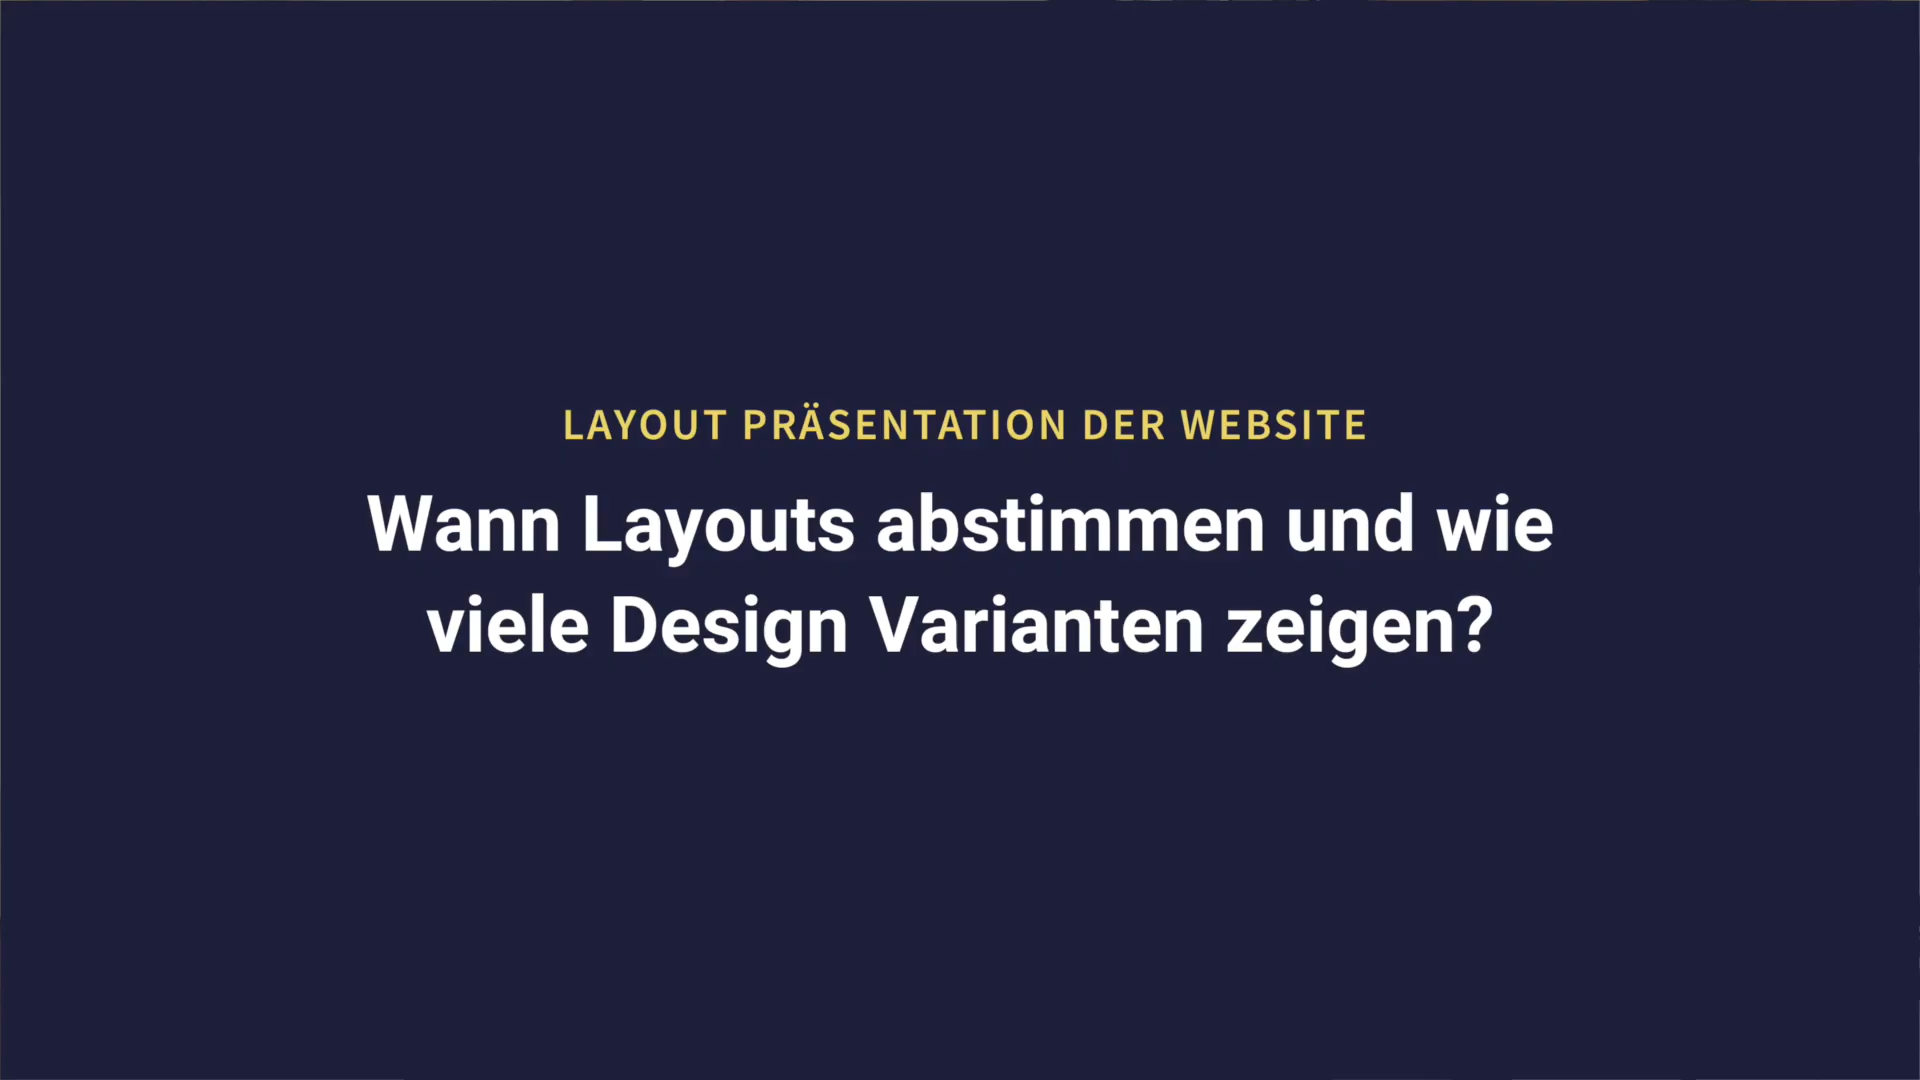 LAYOUT PRÄSENTATION DER WEBSITE
Wann Layouts abstimmen und wie
viele Design Varianten zeigen?